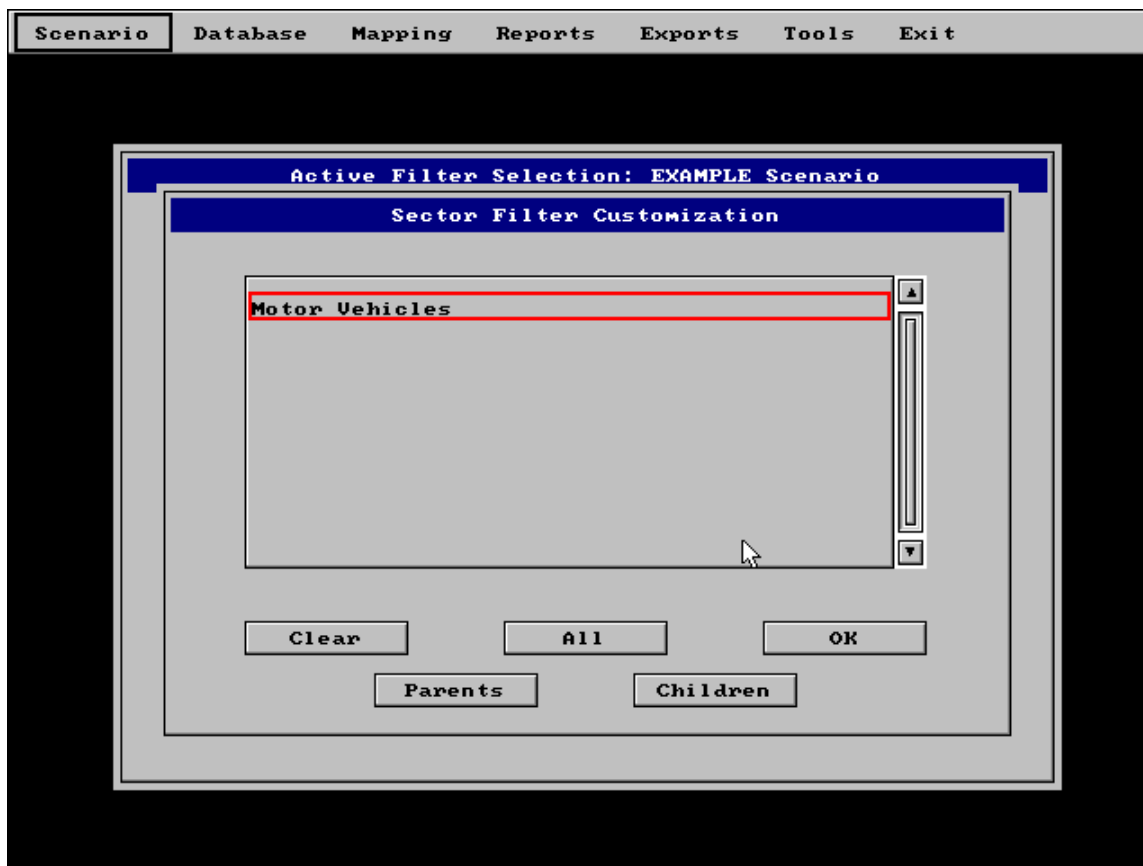 Scenario Database Mapping Reports Exports Tools Exit
Active Filter Selection: EXAMPLE Scenario
Sector Filter Customization
Motor Vehicles
Clear All OK
Parents Children